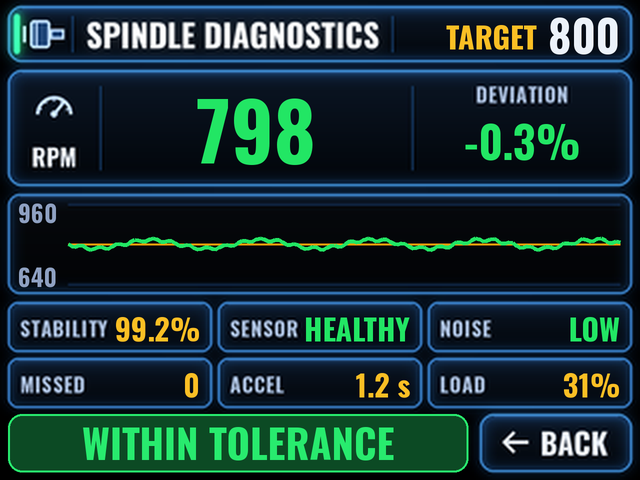 SPINDLE DIAGNOSTICS TARGET 800
RPM
798
DEVIATION
-0.3%
960
640
STABILITY 99.2%
SENSOR HEALTHY
NOISE LOW
MISSED 0
ACCEL 1.2 s
LOAD 31%
WITHIN TOLERANCE
← BACK